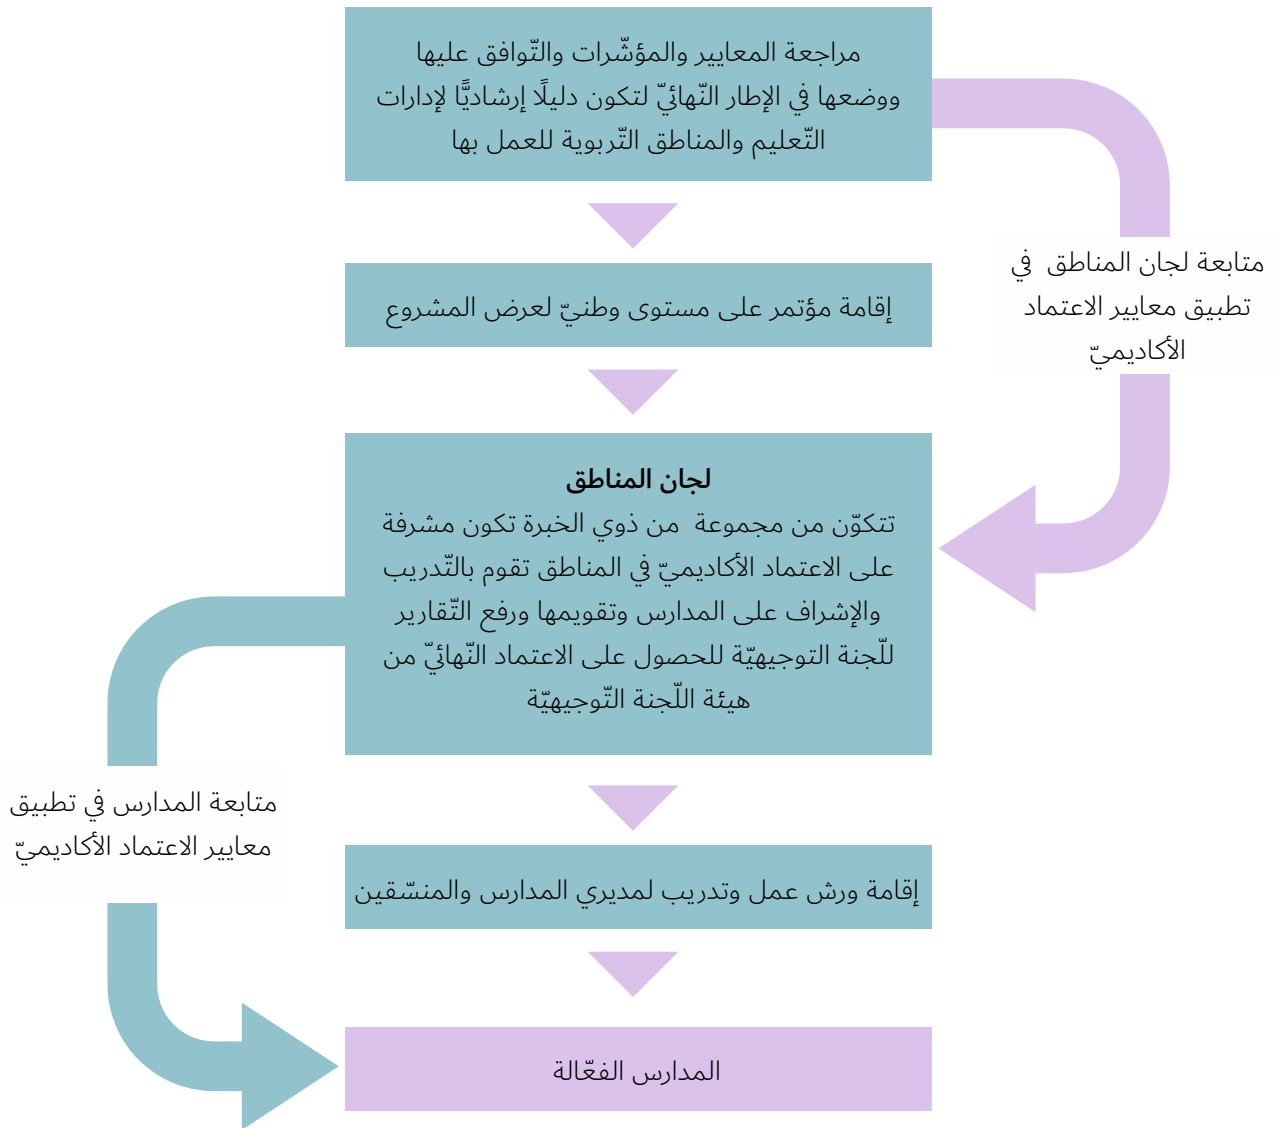 مراجعة المعايير والمؤشّرات والتّوافق عليها
ووضعها في الإطار النّهائيّ لتكون دليلًا إرشاديًّا لإدارات
التّعليم والمناطق التّربوية للعمل بها
متابعة لجان المناطق في
تطبيق معايير الاعتماد
الأكاديميّ
إقامة مؤتمر على مستوى وطنيّ لعرض المشروع
لجان المناطق
تتكوّن من مجموعة من ذوي الخبرة تكون مشرفة
على الاعتماد الأكاديميّ في المناطق تقوم بالتّدريب
والإشراف على المدارس وتقويمها ورفع التّقارير
للّجنة التوجيهيّة للحصول على الاعتماد النّهائيّ من
هيئة اللّجنة التّوجيهيّة
متابعة المدارس في تطبيق
معايير الاعتماد الأكاديميّ
إقامة ورش عمل وتدريب لمديري المدارس والمنسّقين
المدارس الفعّالة